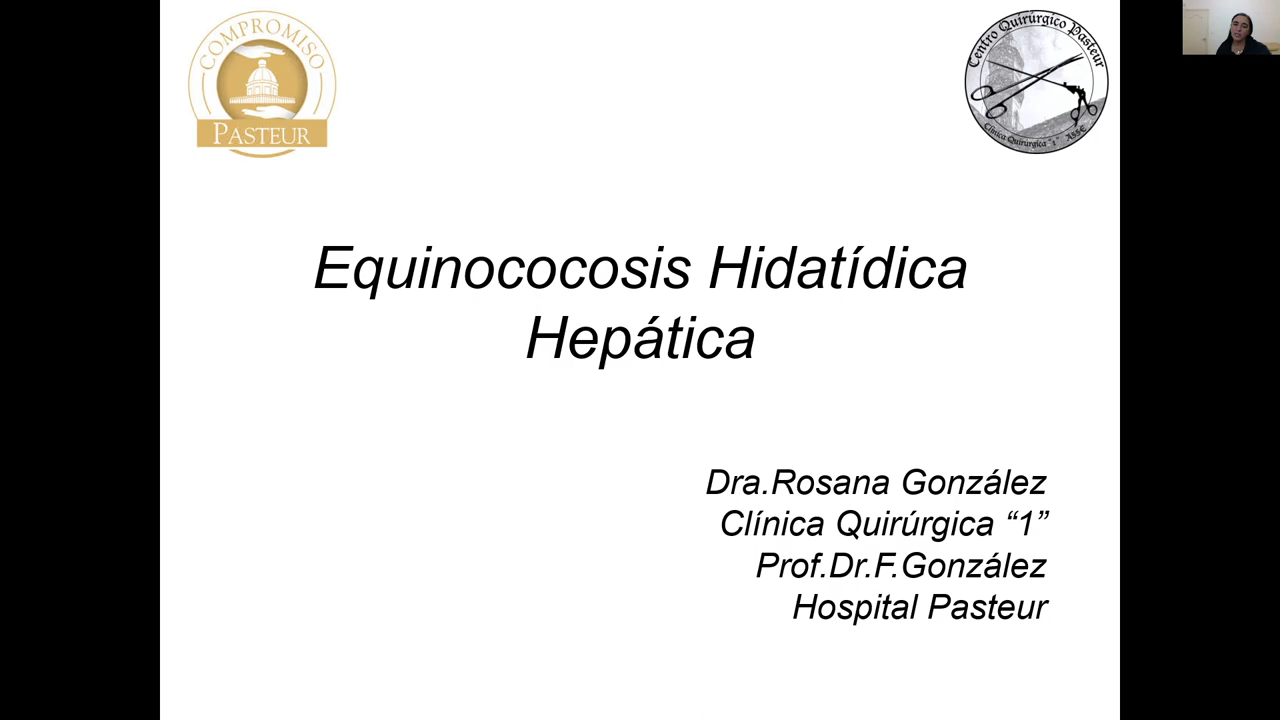 COMPROMISO
PASTEUR
Centro Quirúrgico Pasteur
Clínica Quirúrgica "1" ASSE
Equinococosis Hidatídica
Hepática
Dra.Rosana González
Clínica Quirúrgica “1”
Prof.Dr.F.González
Hospital Pasteur